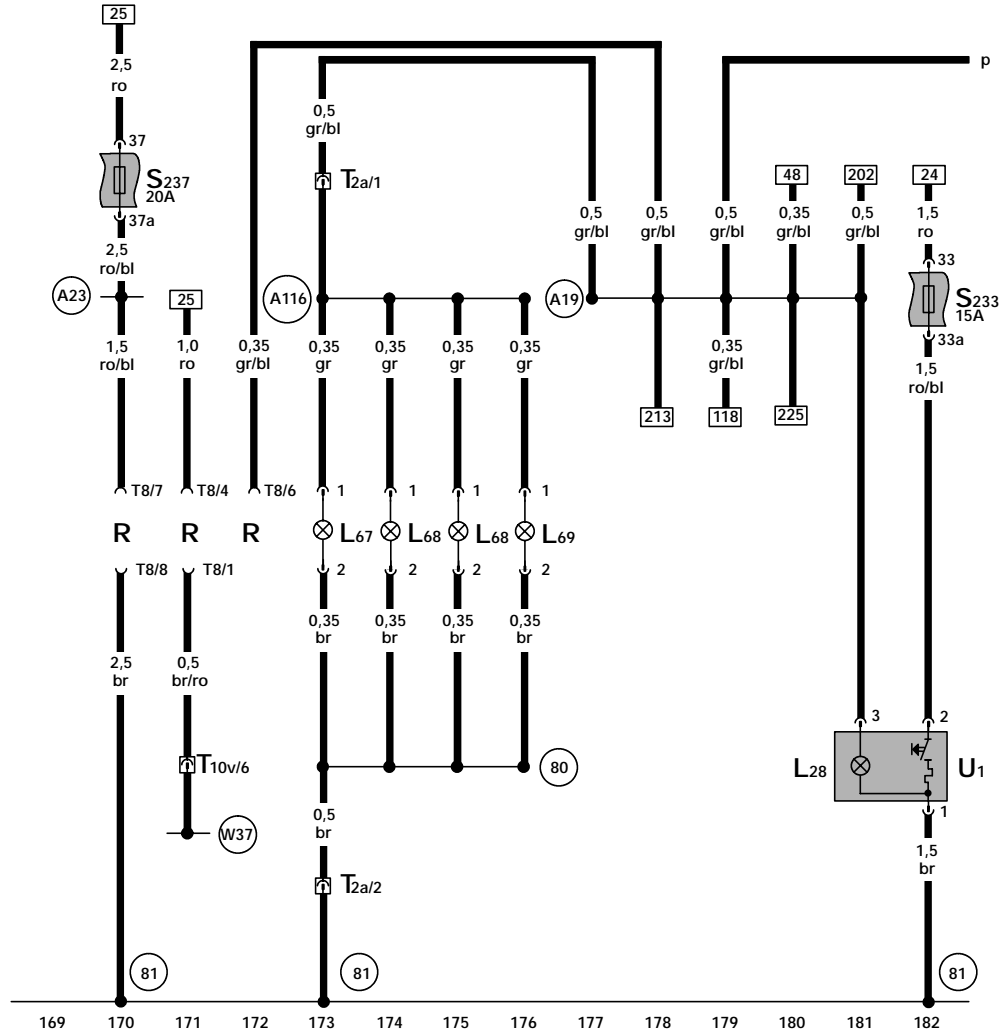 25
2,5
ro
37
S237
20A
37a
2,5
ro/bl
A23
25
1,5
ro/bl
1,0
ro
0,35
gr/bl
p
0,5
gr/bl
T2a/1
48
202
24
0,5
gr/bl
0,5
gr/bl
0,5
gr/bl
0,35
gr/bl
0,5
gr/bl
1,5
ro
33
S233
15A
33a
A116
A19
0,35
gr
0,35
gr
0,35
gr
0,35
gr
0,35
gr/bl
1,5
ro/bl
213
118
225
T8/7
T8/4
T8/6
1
1
1
1
R
R
R
L67
L68
L68
L69
T8/8
T8/1
2
2
2
2
2,5
br
0,5
br/ro
0,35
br
0,35
br
0,35
br
0,35
br
T10v/6
W37
80
3
2
L28
U1
1
0,5
br
T2a/2
1,5
br
81
81
81
169
170
171
172
173
174
175
176
177
178
179
180
181
182